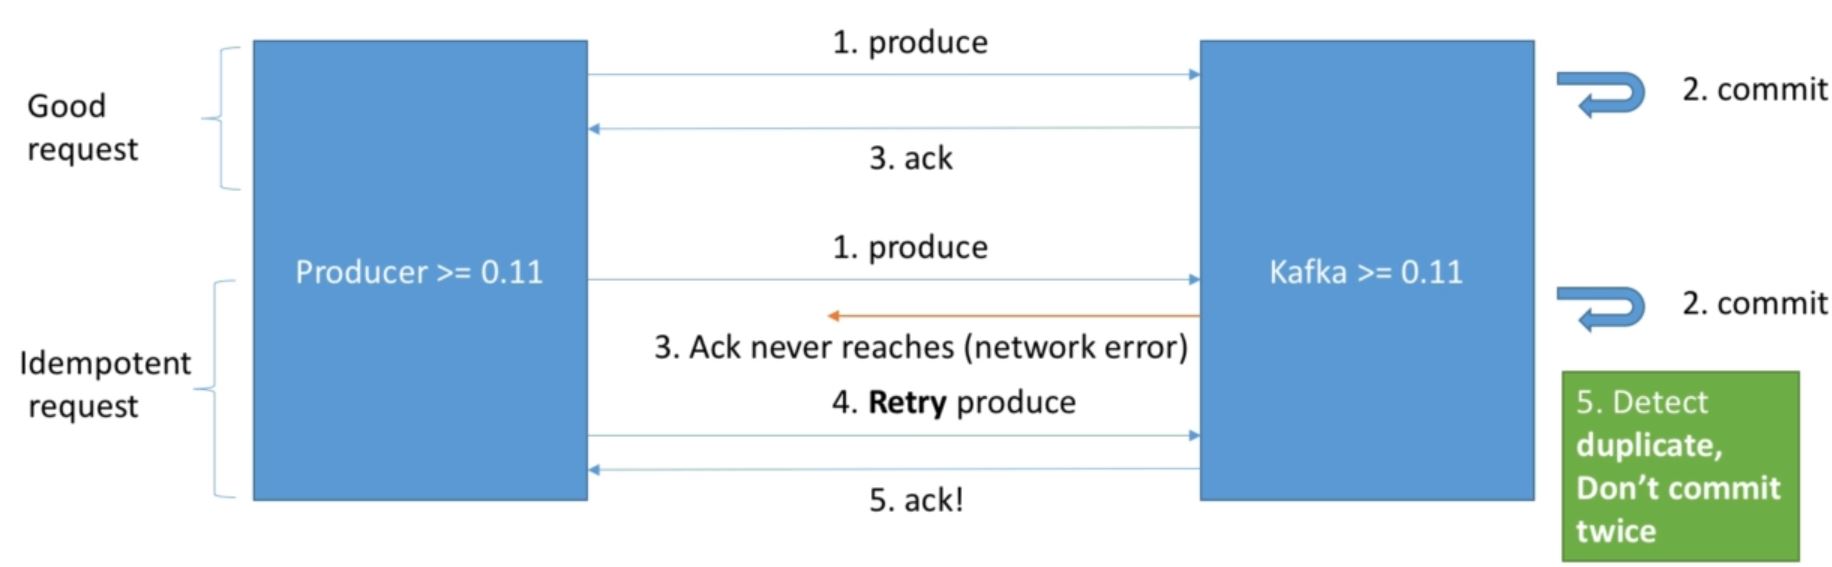 1. produce
Good
request
2. commit
3. ack
Producer >= 0.11
Kafka >= 0.11
1. produce
2. commit
3. Ack never reaches (network error)
Idempotent
request
4. Retry produce
5. Detect
duplicate,
Don’t commit
twice
5. ack!